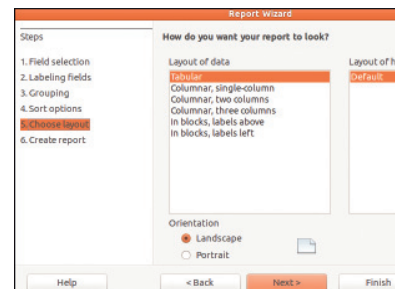 Report Wizard
Steps
1. Field selection
2. Labeling fields
3. Grouping
4. Sort options
5. Choose layout
6. Create report
How do you want your report to look?
Layout of data
Tabular
Columnar, single-column
Columnar, two columns
Columnar, three columns
In blocks, labels above
In blocks, labels left
Layout of h
Default
Orientation
Landscape
Portrait
Help
< Back
Next >
Finish